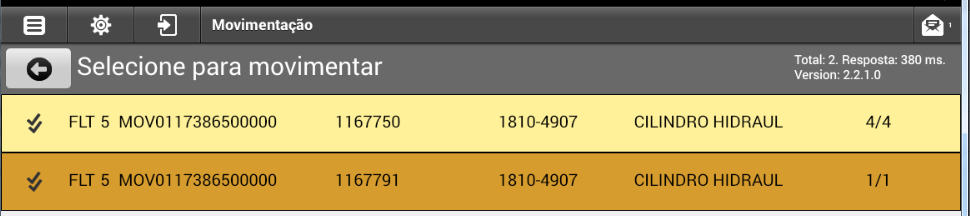 Movimentação
Selecione para movimentar
Total: 2. Resposta: 380 ms.
Version: 2.2.1.0
FLT 5 MOV0117386500000 1167750 1810-4907 CILINDRO HIDRAUL 4/4
FLT 5 MOV0117386500000 1167791 1810-4907 CILINDRO HIDRAUL 1/1